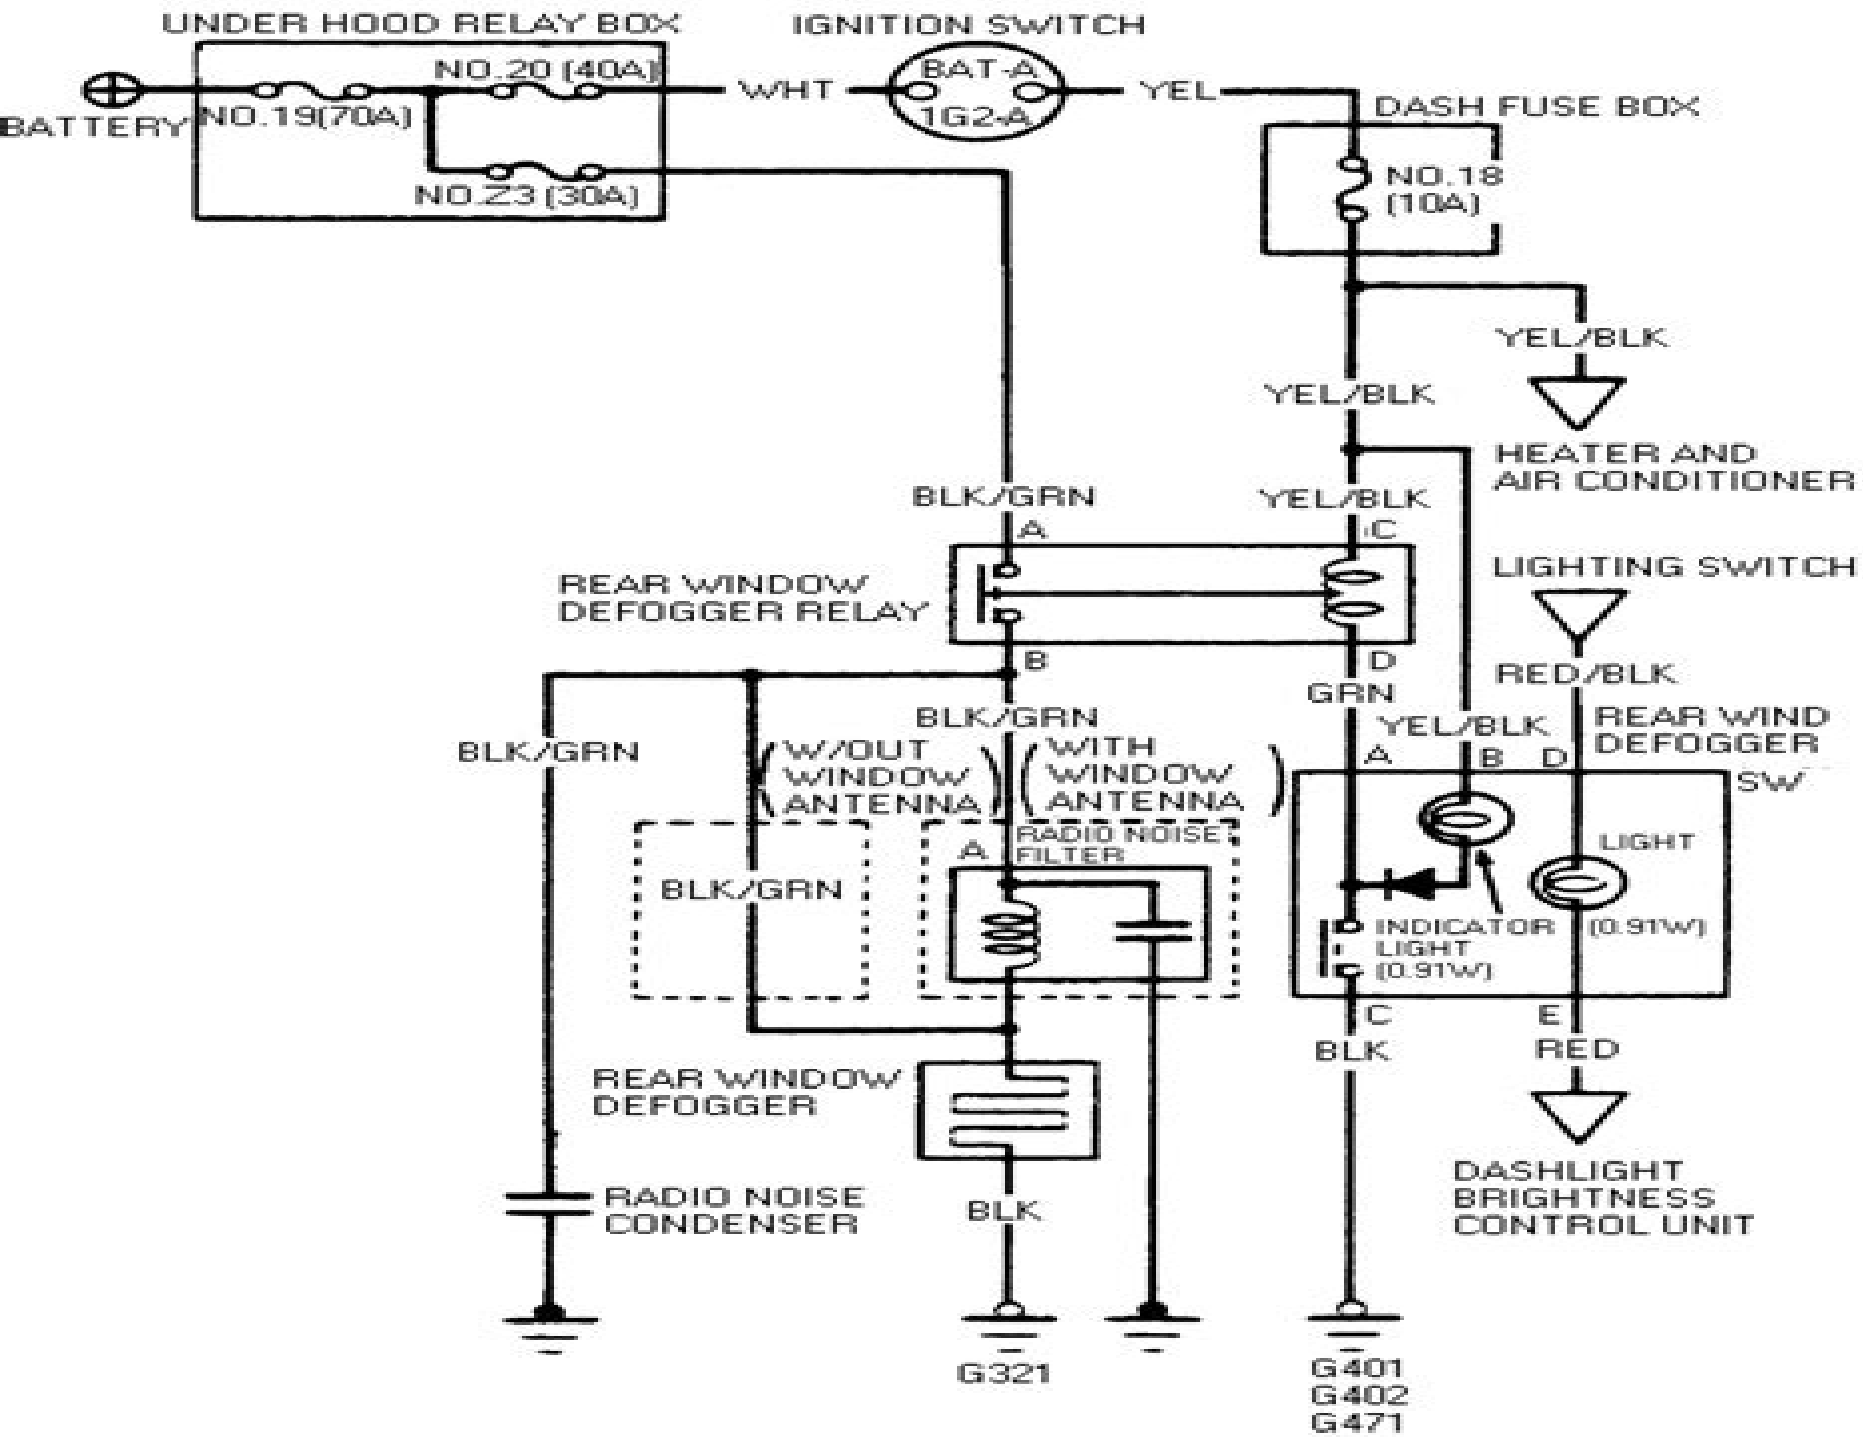 UNDER HOOD RELAY BOX
IGNITION SWITCH
BATTERY
NO.19(70A)
NO.20 (40A)
NO.Z3 (30A)
WHT
BAT-A
1G2-A
YEL
DASH FUSE BOX
NO.18
(10A)
YEL/BLK
YEL/BLK
HEATER AND
AIR CONDITIONER
BLK/GRN
A
YEL/BLK
C
REAR WINDOW
DEFOGGER RELAY
LIGHTING SWITCH
B
D
GRN
RED/BLK
BLK/GRN
BLK/GRN
YEL/BLK
REAR WIND
DEFOGGER
SW
(W/OUT
WINDOW
ANTENNA)
(WITH
WINDOW
ANTENNA)
A
B
D
RADIO NOISE
FILTER
A
BLK/GRN
LIGHT
(0.91W)
INDICATOR
LIGHT
(0.91W)
C
E
BLK
RED
REAR WINDOW
DEFOGGER
RADIO NOISE
CONDENSER
BLK
DASHLIGHT
BRIGHTNESS
CONTROL UNIT
G321
G401
G402
G471